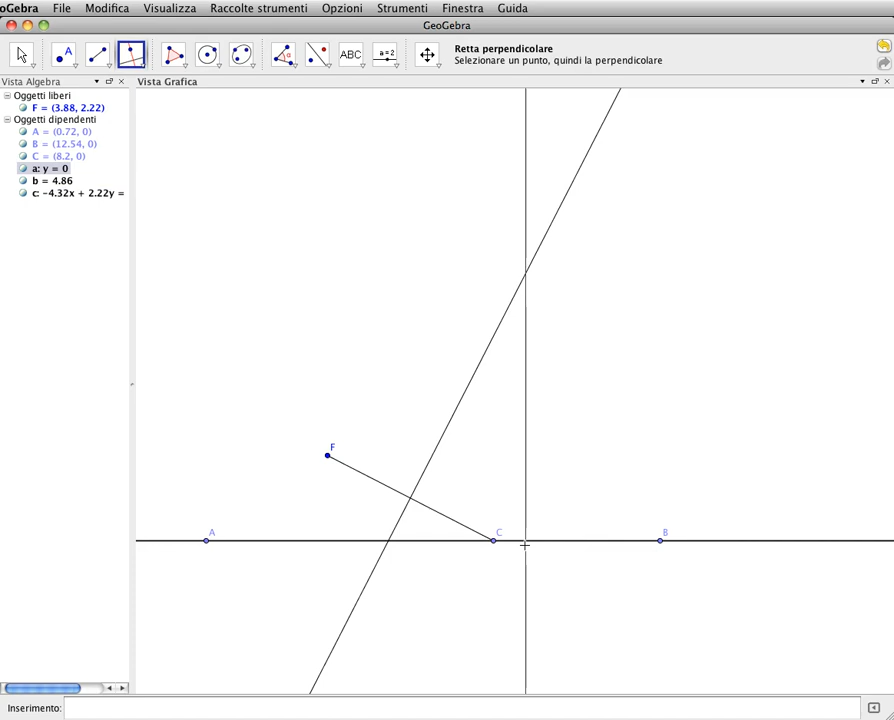 oGebra File Modifica Visualizza Raccolte strumenti Opzioni Strumenti Finestra Guida
GeoGebra
A
ABC
a=2
α
Retta perpendicolare
Selezionare un punto, quindi la perpendicolare
Vista Algebra
Vista Grafica
Oggetti liberi
F = (3.88, 2.22)
Oggetti dipendenti
A = (0.72, 0)
B = (12.54, 0)
C = (8.2, 0)
a: y = 0
b = 4.86
c: -4.32x + 2.22y =
F
A
C
B
Inserimento: